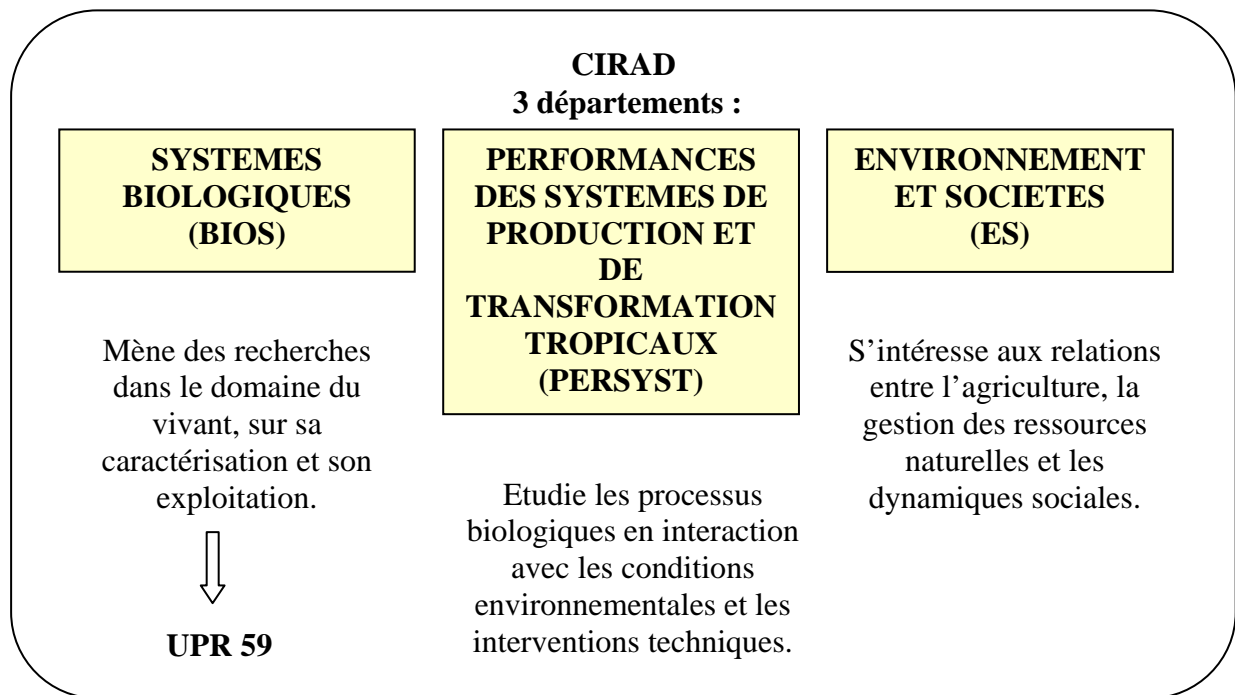 CIRAD
3 départements :
SYSTEMES
BIOLOGIQUES
(BIOS)
Mène des recherches
dans le domaine du
vivant, sur sa
caractérisation et son
exploitation.
UPR 59
PERFORMANCES
DES SYSTEMES DE
PRODUCTION ET
DE
TRANSFORMATION
TROPICAUX
(PERSYST)
Etudie les processus
biologiques en interaction
avec les conditions
environnementales et les
interventions techniques.
ENVIRONNEMENT
ET SOCIETES
(ES)
S’intéresse aux relations
entre l’agriculture, la
gestion des ressources
naturelles et les
dynamiques sociales.